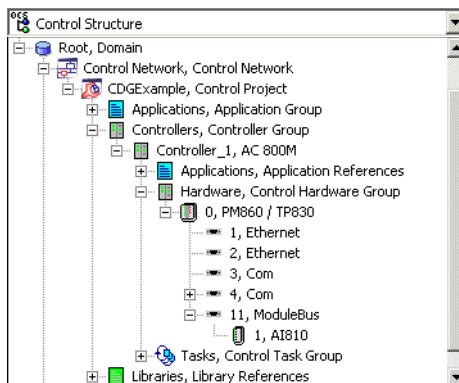 OCS Control Structure
Root, Domain
Control Network, Control Network
CDGExample, Control Project
Applications, Application Group
Controllers, Controller Group
Controller_1, AC 800M
Applications, Application References
Hardware, Control Hardware Group
0, PM860 / TP830
1, Ethernet
2, Ethernet
3, Com
4, Com
11, ModuleBus
1, AI810
Tasks, Control Task Group
Libraries, Library References